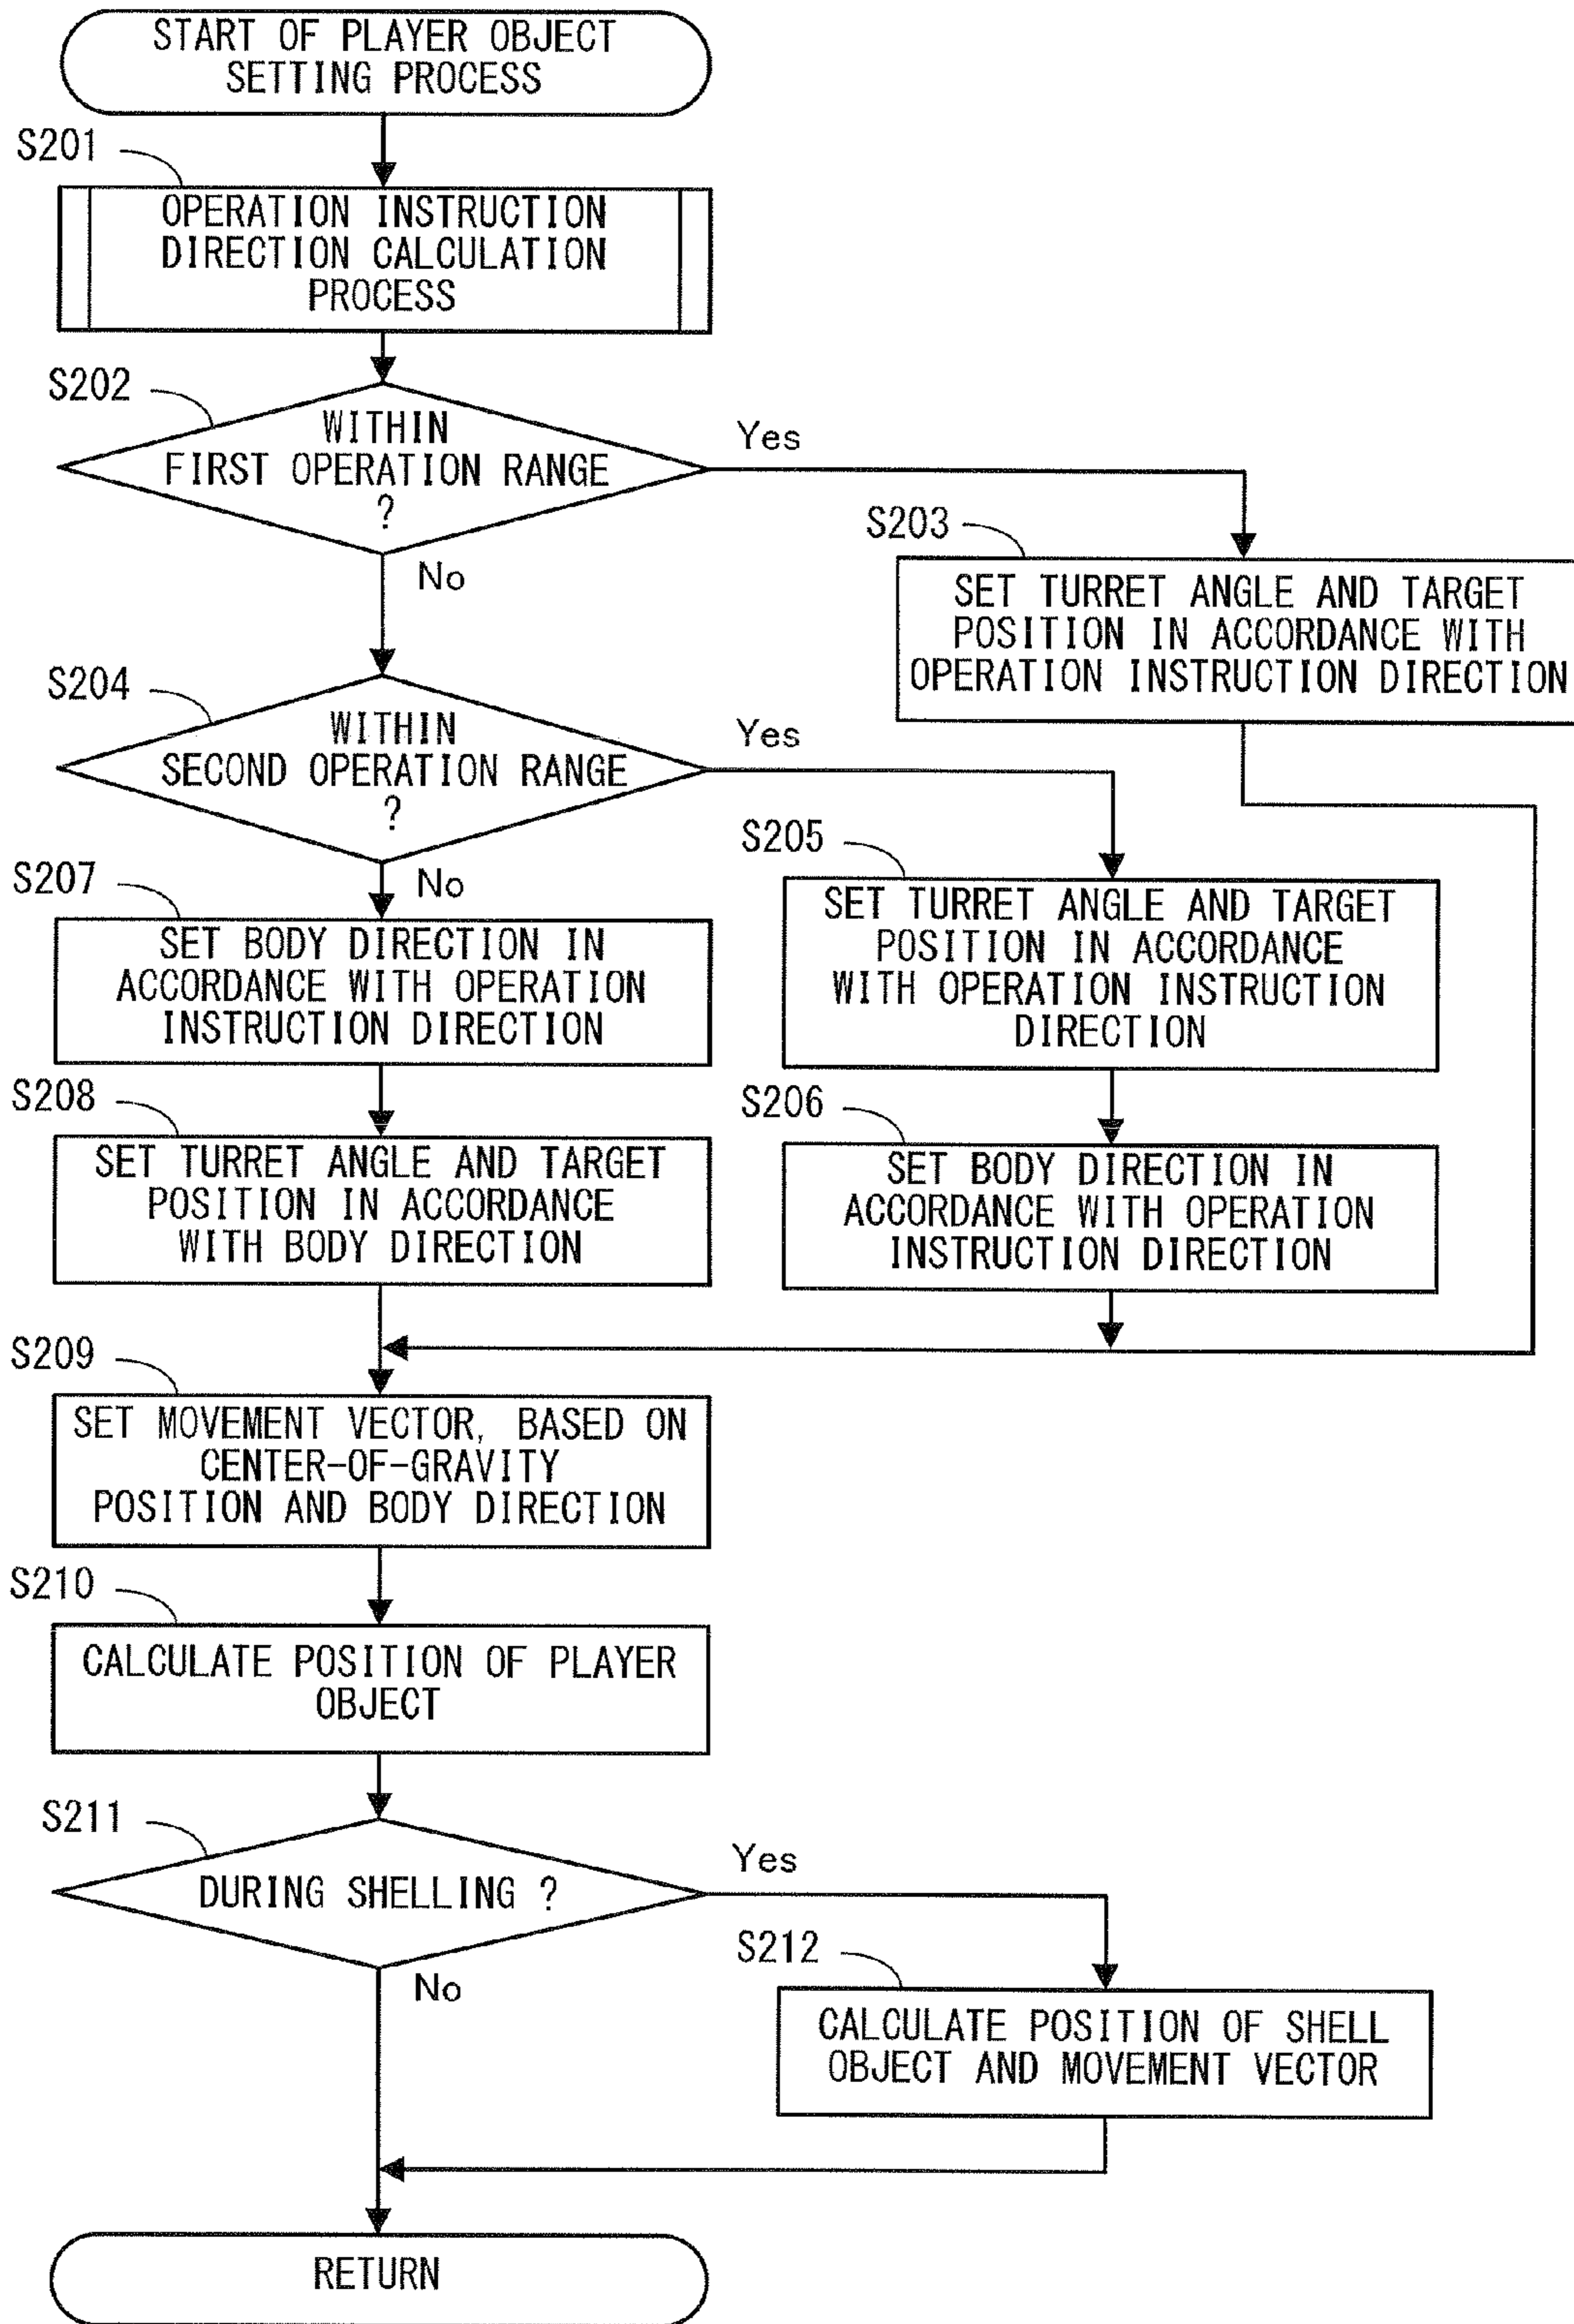 START OF PLAYER OBJECT
SETTING PROCESS
S201
OPERATION INSTRUCTION
DIRECTION CALCULATION
PROCESS
S202
WITHIN
FIRST OPERATION RANGE
?
Yes
No
S203
SET TURRET ANGLE AND TARGET
POSITION IN ACCORDANCE WITH
OPERATION INSTRUCTION DIRECTION
S204
WITHIN
SECOND OPERATION RANGE
?
Yes
No
S205
SET TURRET ANGLE AND TARGET
POSITION IN ACCORDANCE
WITH OPERATION INSTRUCTION
DIRECTION
S206
SET BODY DIRECTION IN
ACCORDANCE WITH OPERATION
INSTRUCTION DIRECTION
S207
SET BODY DIRECTION IN
ACCORDANCE WITH OPERATION
INSTRUCTION DIRECTION
S208
SET TURRET ANGLE AND TARGET
POSITION IN ACCORDANCE
WITH BODY DIRECTION
S209
SET MOVEMENT VECTOR, BASED ON
CENTER-OF-GRAVITY
POSITION AND BODY DIRECTION
S210
CALCULATE POSITION OF PLAYER
OBJECT
S211
DURING SHELLING ?
Yes
No
S212
CALCULATE POSITION OF SHELL
OBJECT AND MOVEMENT VECTOR
RETURN